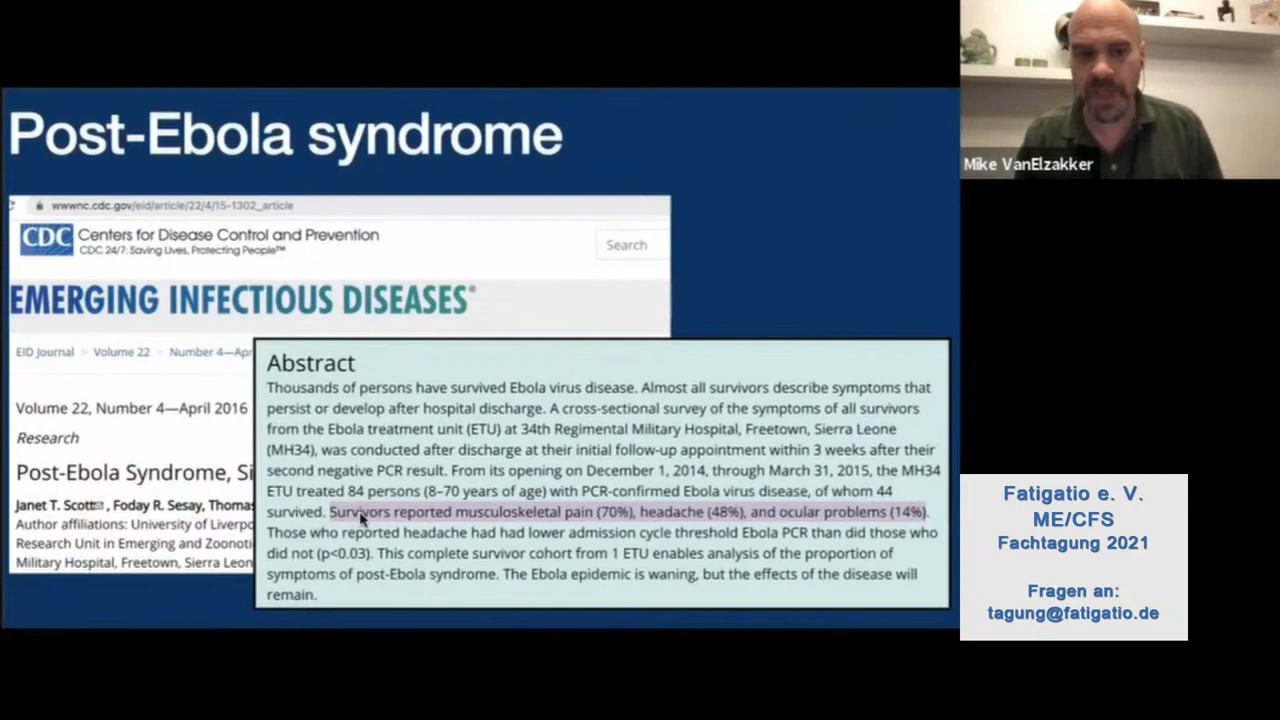 Post-Ebola syndrome
wwwnc.cdc.gov/eid/article/22/4/15-1302_article
CDC Centers for Disease Control and Prevention
CDC 24/7: Saving Lives, Protecting People™
Search
EMERGING INFECTIOUS DISEASES®
EID Journal > Volume 22 > Number 4—Apr
Volume 22, Number 4—April 2016
Research
Post-Ebola Syndrome, Si
Janet T. Scott, Foday R. Sesay, Thomas
Author affiliations: University of Liverpo
Research Unit in Emerging and Zoonoti
Military Hospital, Freetown, Sierra Leon
Abstract
Thousands of persons have survived Ebola virus disease. Almost all survivors describe symptoms that
persist or develop after hospital discharge. A cross-sectional survey of the symptoms of all survivors
from the Ebola treatment unit (ETU) at 34th Regimental Military Hospital, Freetown, Sierra Leone
(MH34), was conducted after discharge at their initial follow-up appointment within 3 weeks after their
second negative PCR result. From its opening on December 1, 2014, through March 31, 2015, the MH34
ETU treated 84 persons (8–70 years of age) with PCR-confirmed Ebola virus disease, of whom 44
survived. Survivors reported musculoskeletal pain (70%), headache (48%), and ocular problems (14%).
Those who reported headache had had lower admission cycle threshold Ebola PCR than did those who
did not (p<0.03). This complete survivor cohort from 1 ETU enables analysis of the proportion of
symptoms of post-Ebola syndrome. The Ebola epidemic is waning, but the effects of the disease will
remain.
Mike VanElzakker
Fatigatio e. V.
ME/CFS
Fachtagung 2021
Fragen an:
tagung@fatigatio.de